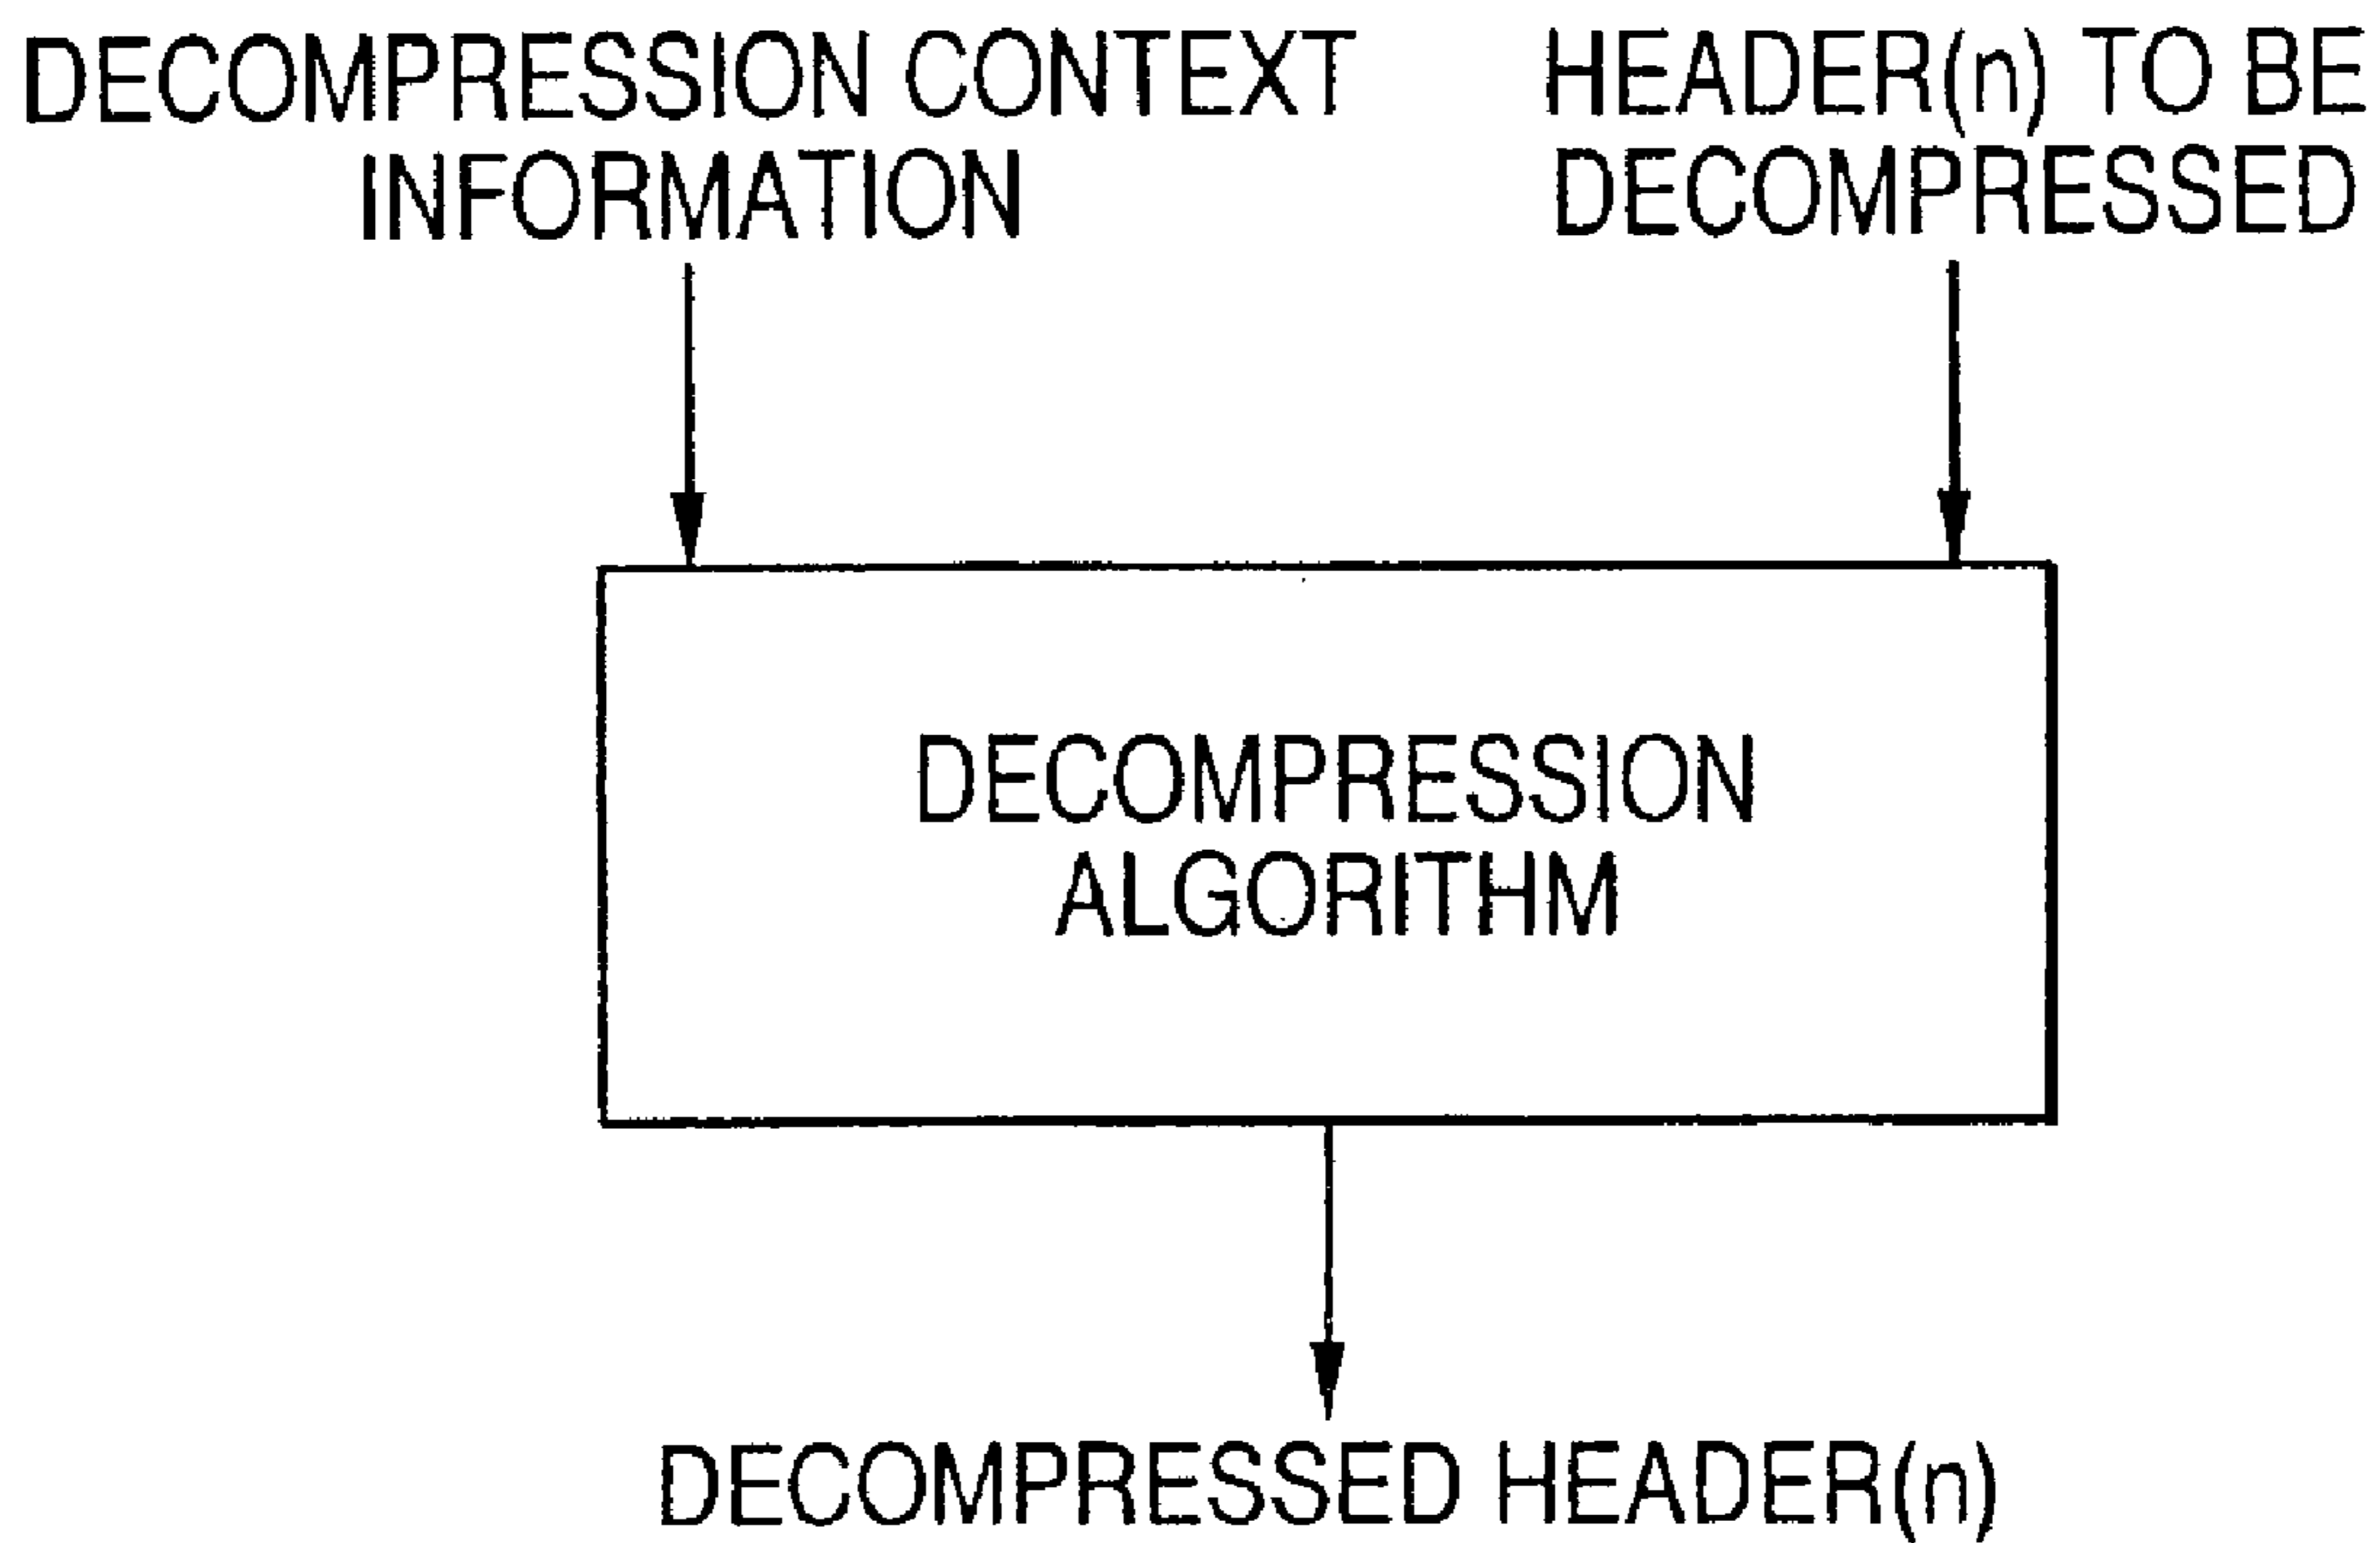 DECOMPRESSION CONTEXT
INFORMATION
HEADER(n) TO BE
DECOMPRESSED
DECOMPRESSION
ALGORITHM
DECOMPRESSED HEADER(n)